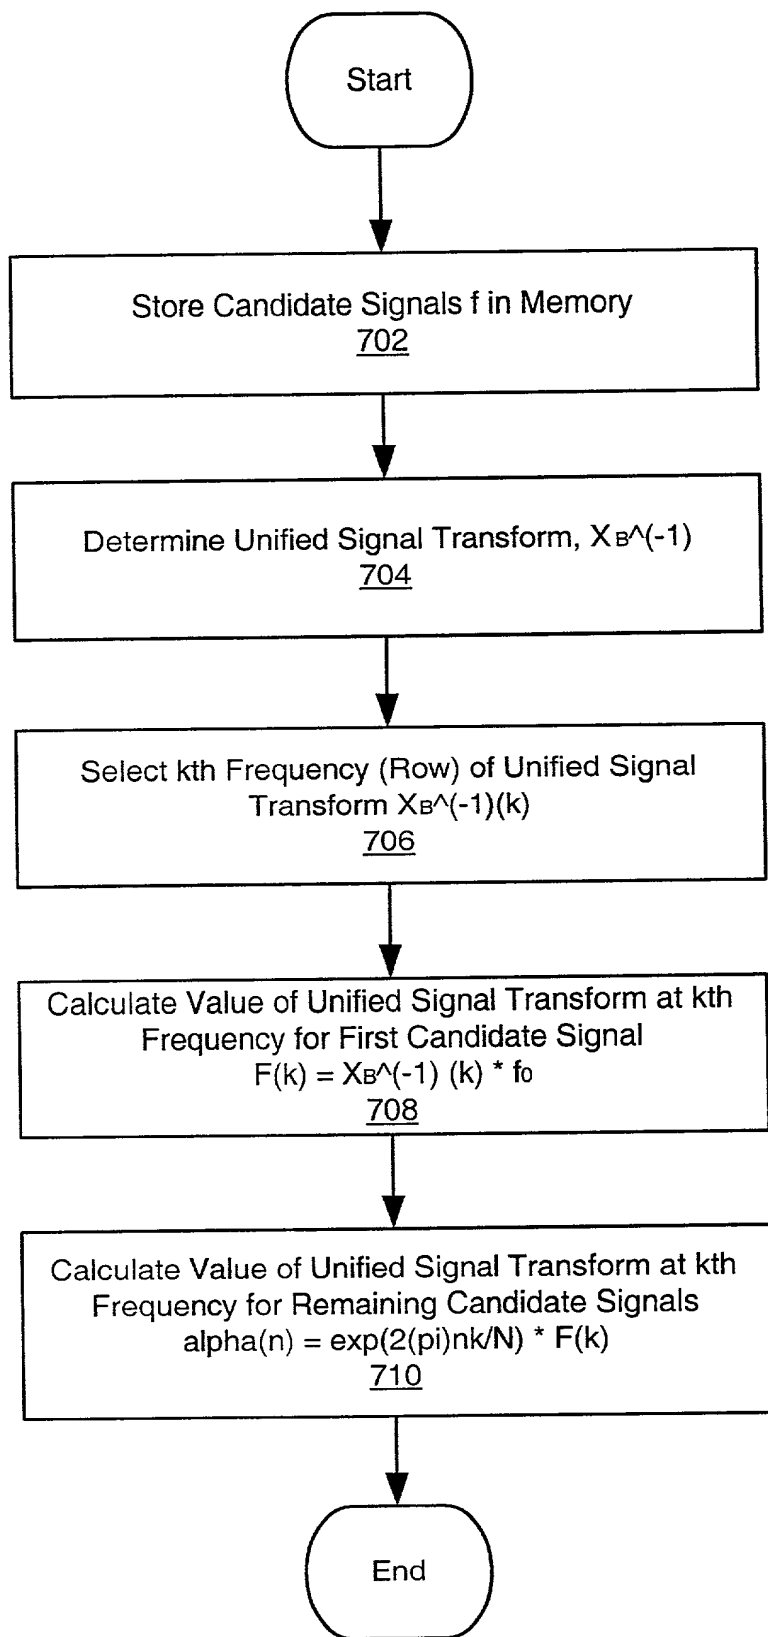 Start
Store Candidate Signals f in Memory
702
Determine Unified Signal Transform, XB^(-1)
704
Select kth Frequency (Row) of Unified Signal
Transform XB^(-1)(k)
706
Calculate Value of Unified Signal Transform at kth
Frequency for First Candidate Signal
F(k) = XB^(-1) (k) * f0
708
Calculate Value of Unified Signal Transform at kth
Frequency for Remaining Candidate Signals
alpha(n) = exp(2(pi)nk/N) * F(k)
710
End